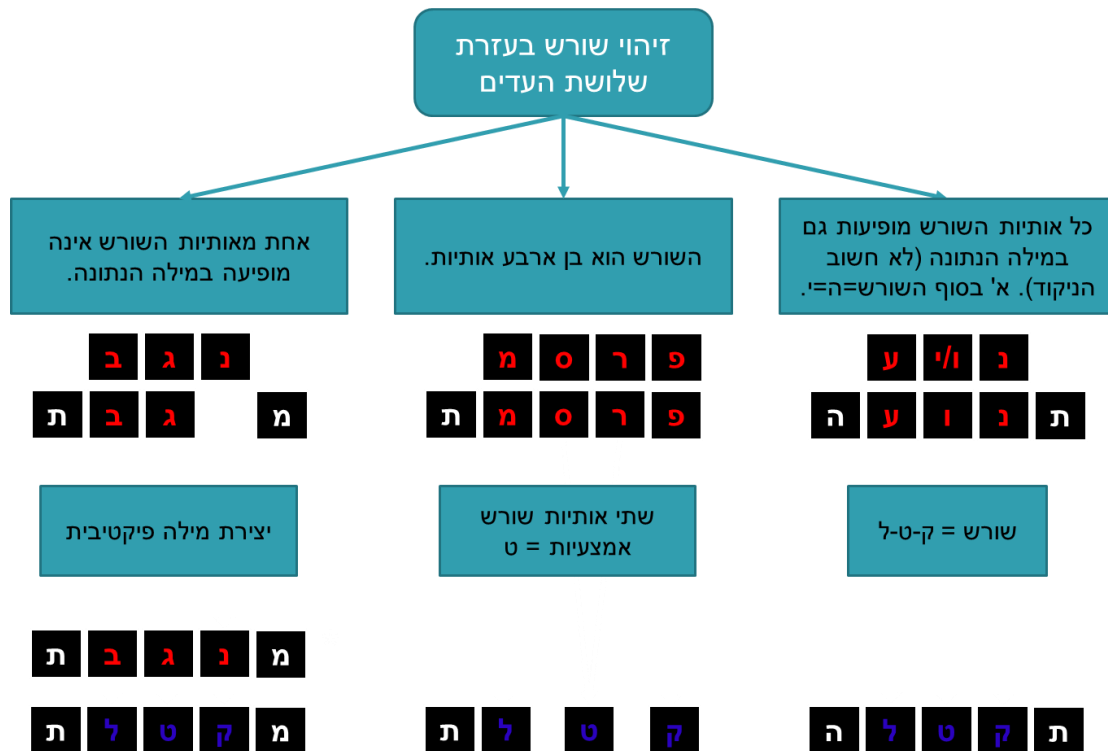 זיהוי שורש בעזרת
שלושת העדים
כל אותיות השורש מופיעות גם
במילה הנתונה (לא חשוב
הניקוד). א' בסוף השורש=ה=י.
נ ו/י ע
ת נ ו ע ה
שורש = ק-ט-ל
ת ק ט ל ה
השורש הוא בן ארבע אותיות.
פ ר ס מ
פ ר ס מ ת
שתי אותיות שורש
אמצעיות = ט
ק ט ל ת
אחת מאותיות השורש אינה
מופיעה במילה הנתונה.
נ ג ב
מ ג ב ת
יצירת מילה פיקטיבית
מ נ ג ב ת
מ ק ט ל ת